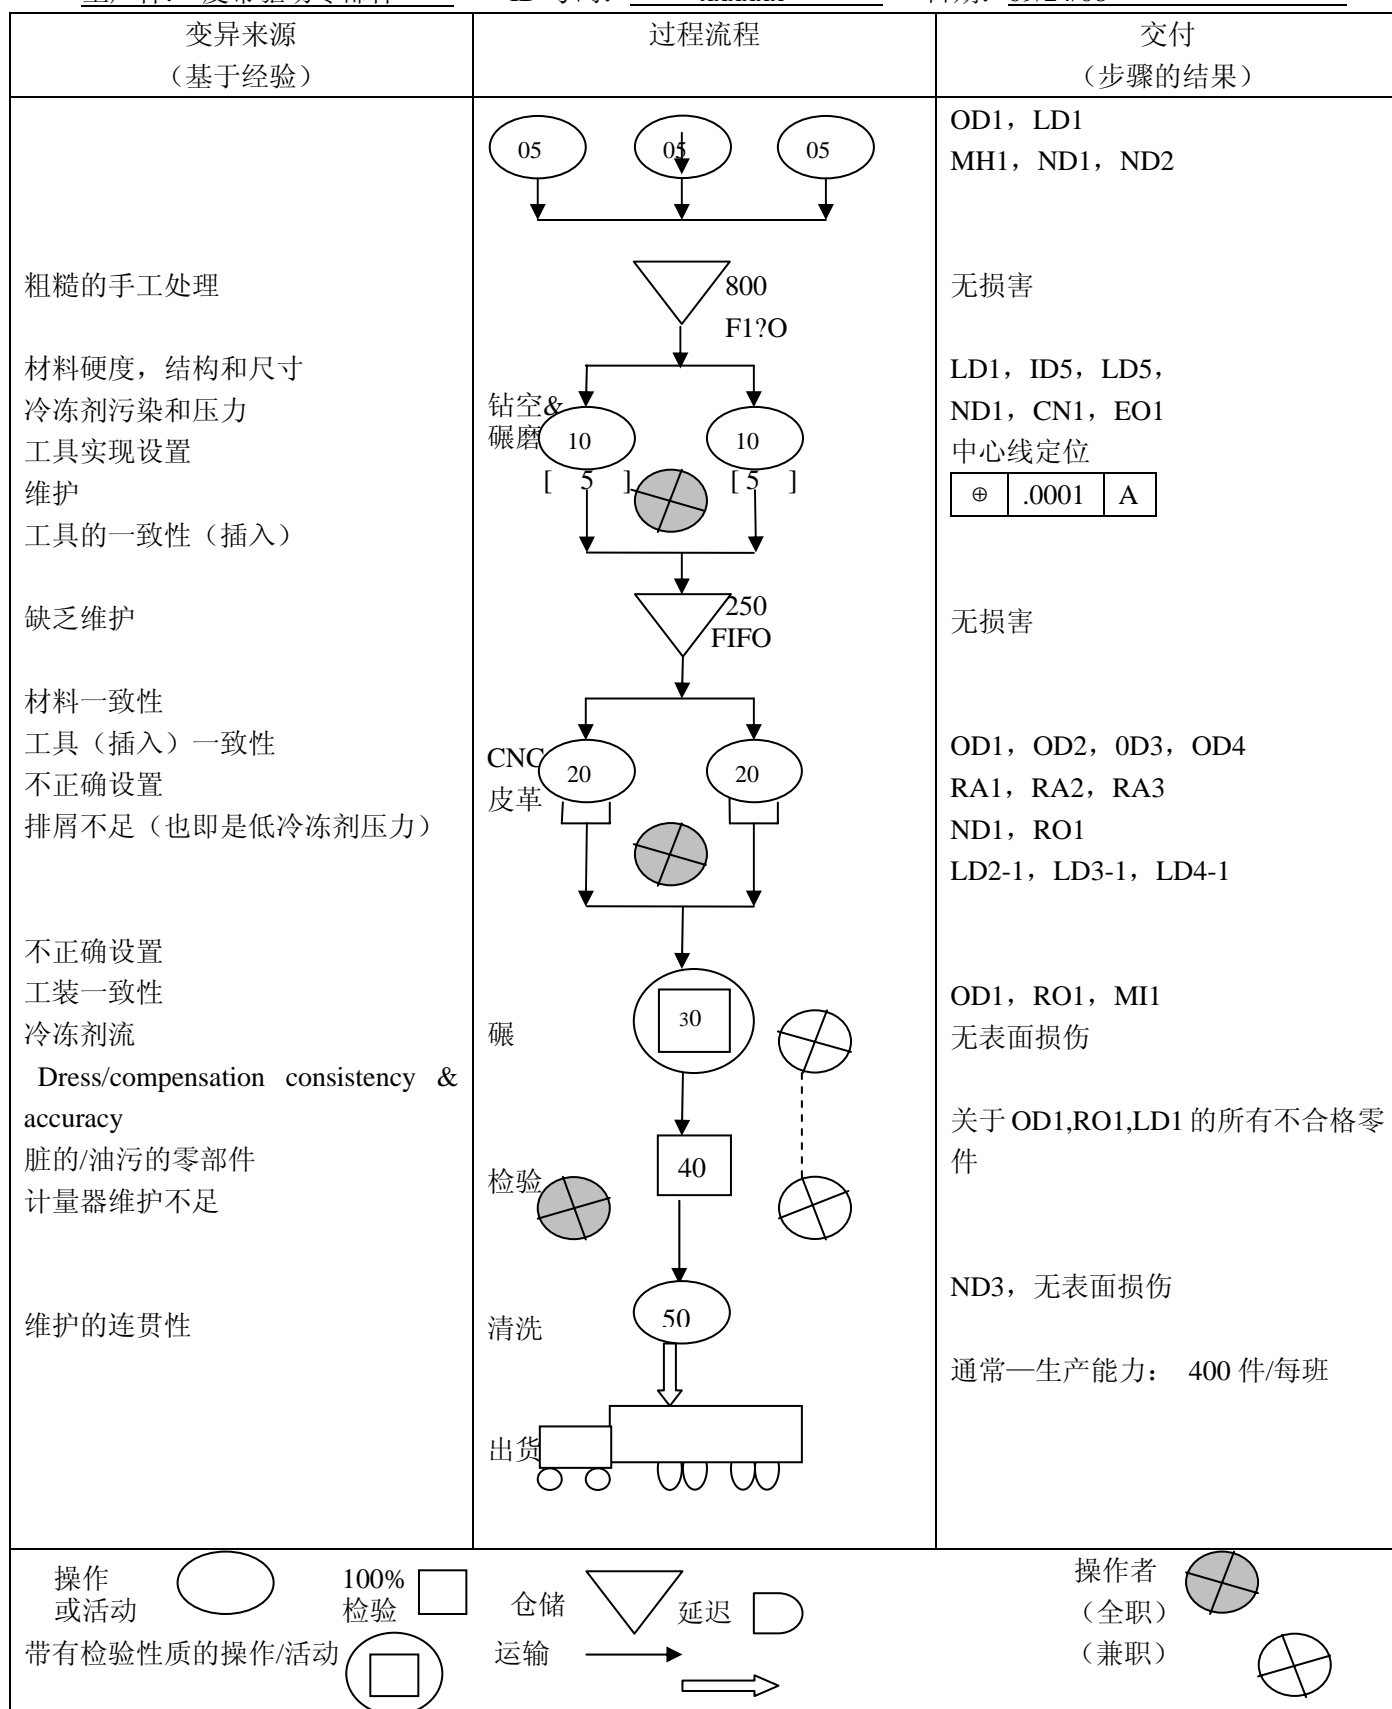 变异来源
（基于经验）
过程流程
交付
（步骤的结果）
OD1，LD1
MH1，ND1，ND2
05
05
05
粗糙的手工处理
800
F1?O
无损害
材料硬度，结构和尺寸
冷冻剂污染和压力
工具实现设置
维护
工具的一致性（插入）
钻空&
碾磨
10
10
[ 5 ]
[ 5 ]
LD1，ID5，LD5，
ND1，CN1，EO1
中心线定位
⊕ .0001 A
缺乏维护
250
FIFO
无损害
材料一致性
工具（插入）一致性
不正确设置
排屑不足（也即是低冷冻剂压力）
CNC
皮革
20
20
OD1，OD2，0D3，OD4
RA1，RA2，RA3
ND1，RO1
LD2-1，LD3-1，LD4-1
不正确设置
工装一致性
冷冻剂流
Dress/compensation consistency &
accuracy
脏的/油污的零部件
计量器维护不足
碾
30
OD1，RO1，MI1
无表面损伤
检验
40
关于 OD1,RO1,LD1 的所有不合格零
件
维护的连贯性
清洗
50
ND3，无表面损伤
通常—生产能力： 400 件/每班
出货
操作
或活动
100%
检验
仓储
延迟
操作者
（全职）
带有检验性质的操作/活动
运输
（兼职）